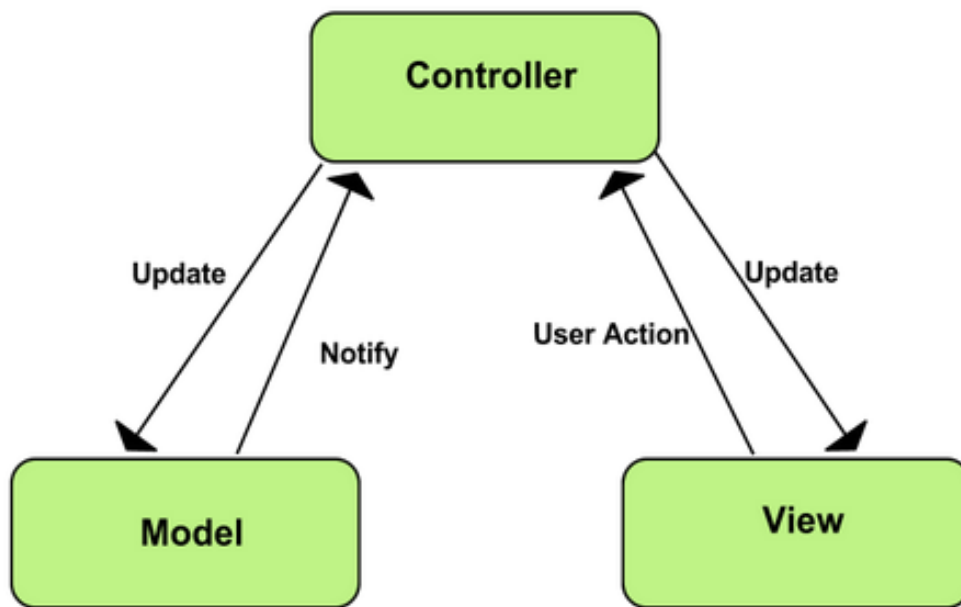 Controller
Update
Update
User Action
Notify
Model
View